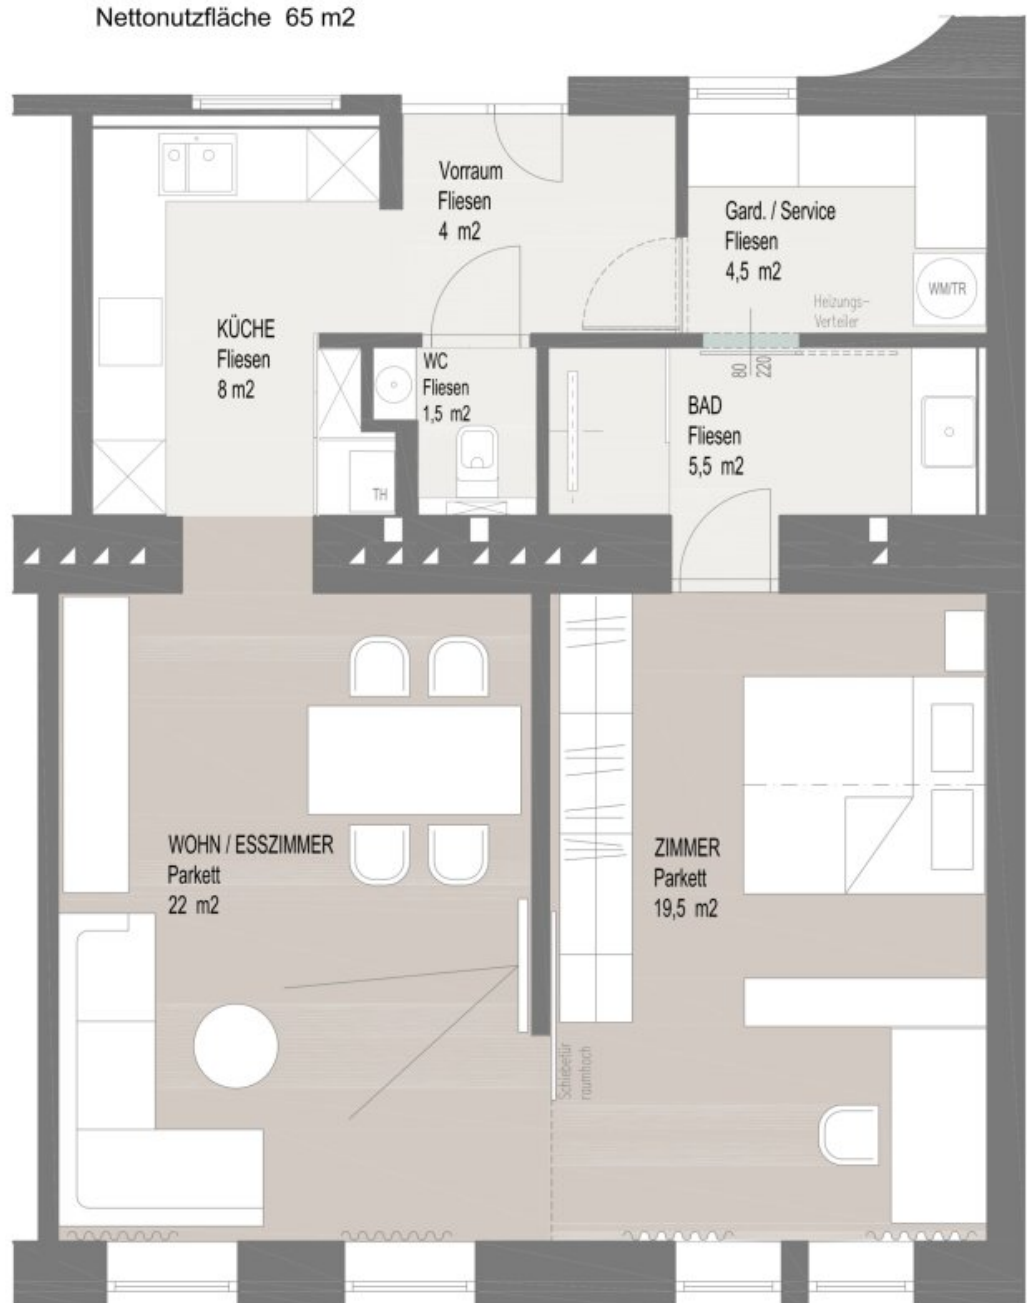 Nettonutzfläche 65 m2
Vorraum
Fliesen
4 m2
Gard. / Service
Fliesen
4,5 m2
WM/TR
Heizungs-
Verteiler
KÜCHE
Fliesen
8 m2
WC
Fliesen
1,5 m2
80
220
BAD
Fliesen
5,5 m2
TH
WOHN / ESSZIMMER
Parkett
22 m2
ZIMMER
Parkett
19,5 m2
Schiebetür
raumhoch